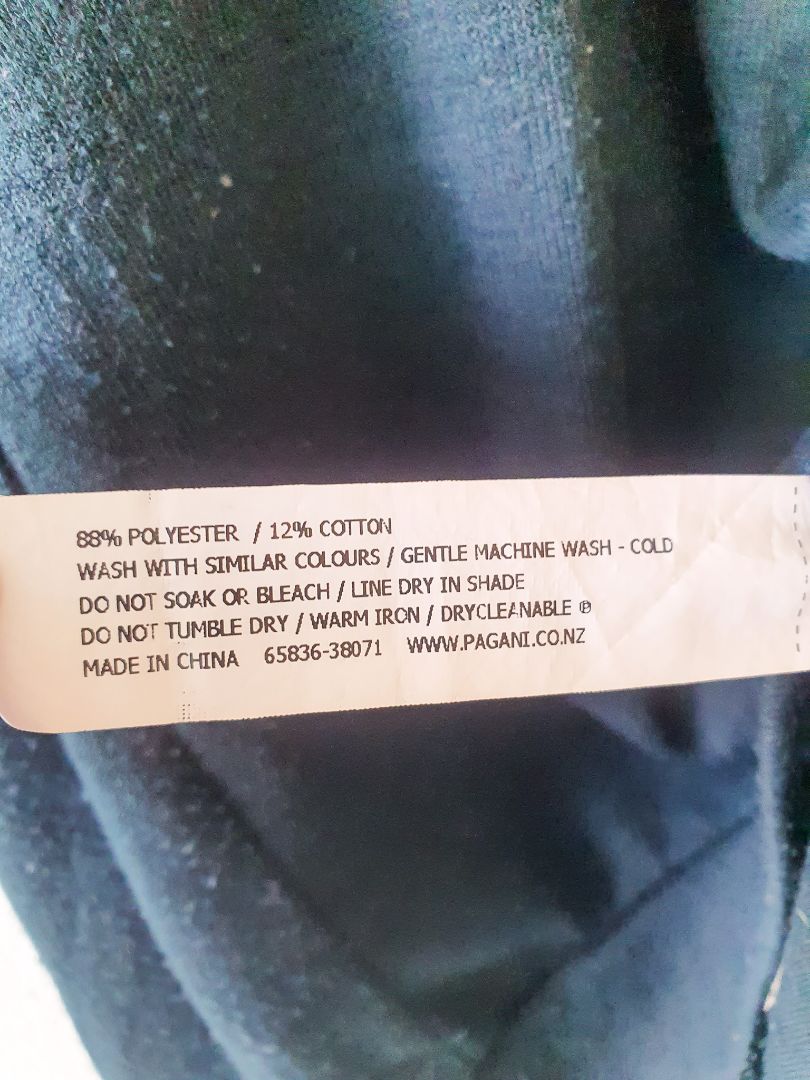 88% POLYESTER / 12% COTTON
WASH WITH SIMILAR COLOURS / GENTLE MACHINE WASH - COLD
DO NOT SOAK OR BLEACH / LINE DRY IN SHADE
DO NOT TUMBLE DRY / WARM IRON / DRYCLEANABLE Ⓟ
MADE IN CHINA 65836-38071 WWW.PAGANI.CO.NZ